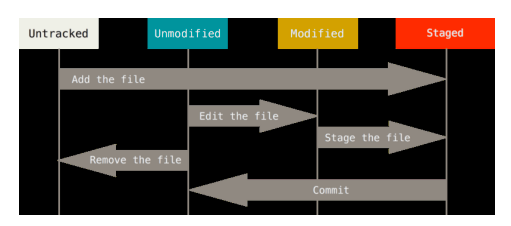 Untracked
Unmodified
Modified
Staged
Add the file
Edit the file
Stage the file
Remove the file
Commit